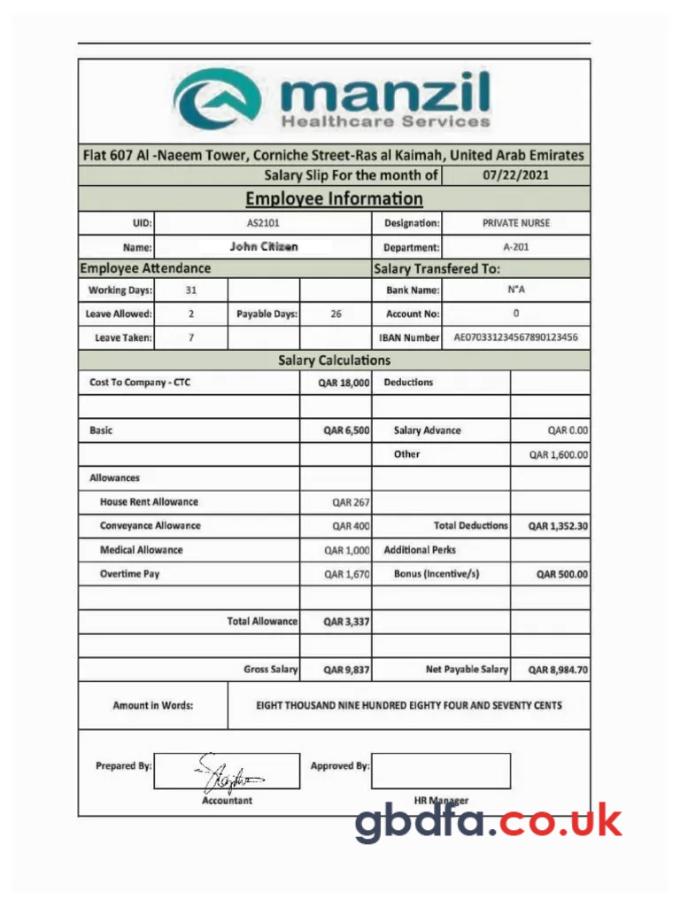 manzil
Healthcare Services
Flat 607 Al -Naeem Tower, Corniche Street-Ras al Kaimah, United Arab Emirates
Salary Slip For the month of 07/22/2021
Employee Information
UID: AS2101 Designation: PRIVATE NURSE
Name: John Citizen Department: A-201
Employee Attendance Salary Transfered To:
Working Days: 31 Bank Name: N"A
Leave Allowed: 2 Payable Days: 26 Account No: 0
Leave Taken: 7 IBAN Number AE070331234567890123456
Salary Calculations
Cost To Company - CTC QAR 18,000 Deductions
Basic QAR 6,500 Salary Advance QAR 0.00
Other QAR 1,600.00
Allowances
House Rent Allowance QAR 267
Conveyance Allowance QAR 400 Total Deductions QAR 1,352.30
Medical Allowance QAR 1,000 Additional Perks
Overtime Pay QAR 1,670 Bonus (Incentive/s) QAR 500.00
Total Allowance QAR 3,337
Gross Salary QAR 9,837 Net Payable Salary QAR 8,984.70
Amount in Words: EIGHT THOUSAND NINE HUNDRED EIGHTY FOUR AND SEVENTY CENTS
Prepared By: Approved By:
Accountant HR Manager
gbdfa.co.uk